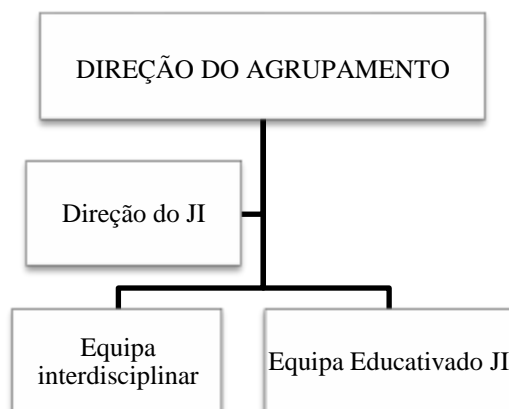 DIREÇÃO DO AGRUPAMENTO
Direção do JI
Equipa
interdisciplinar
Equipa Educativado JI